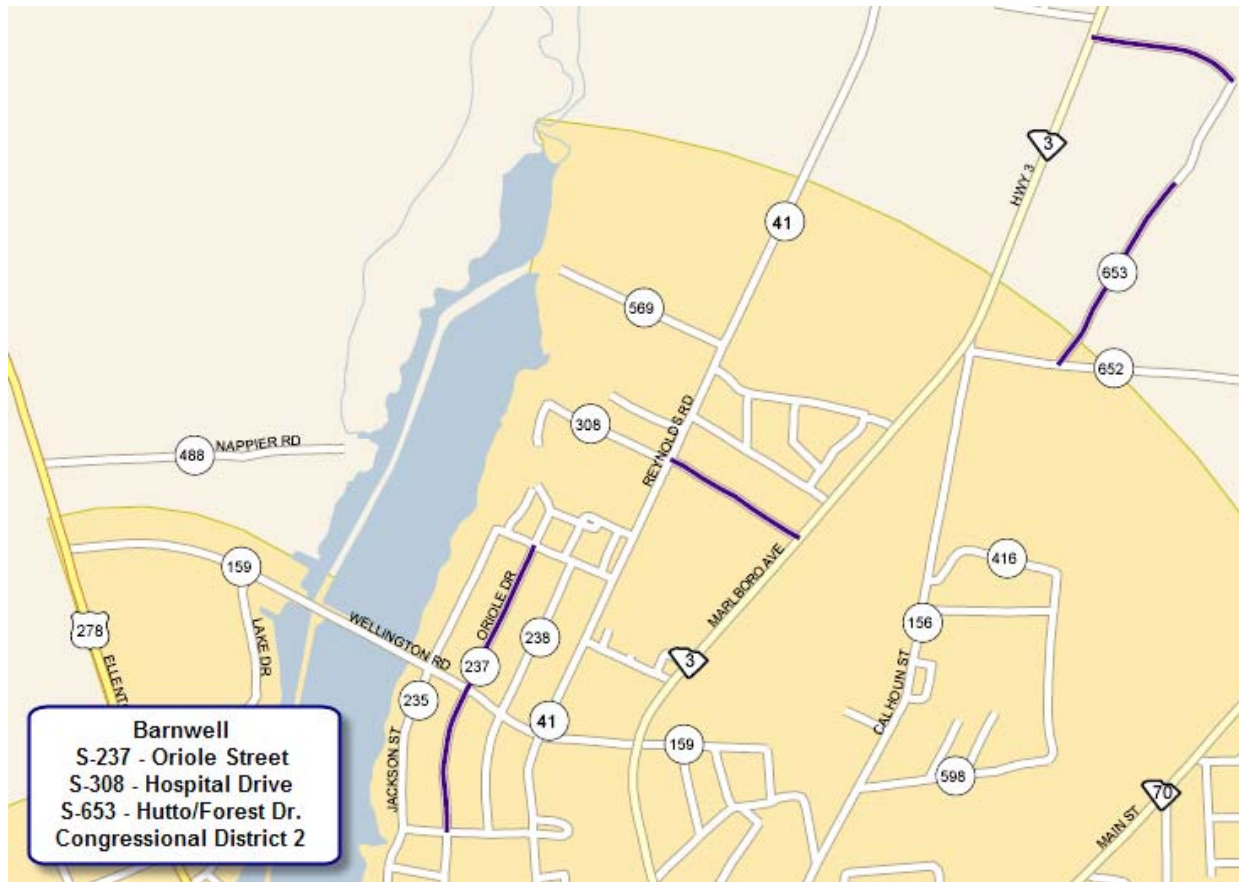 3
41
HWY 3
653
569
652
REYNOLDS RD
308
488
NAPPIER RD
MARLBORO AVE
416
159
ORIOLE DR
WELLINGTON RD
238
156
278
LAKE DR
237
3
235
CALHOUN ST
41
159
JACKSON ST
598
70
MAIN ST
Barnwell
S-237 - Oriole Street
S-308 - Hospital Drive
S-653 - Hutto/Forest Dr.
Congressional District 2